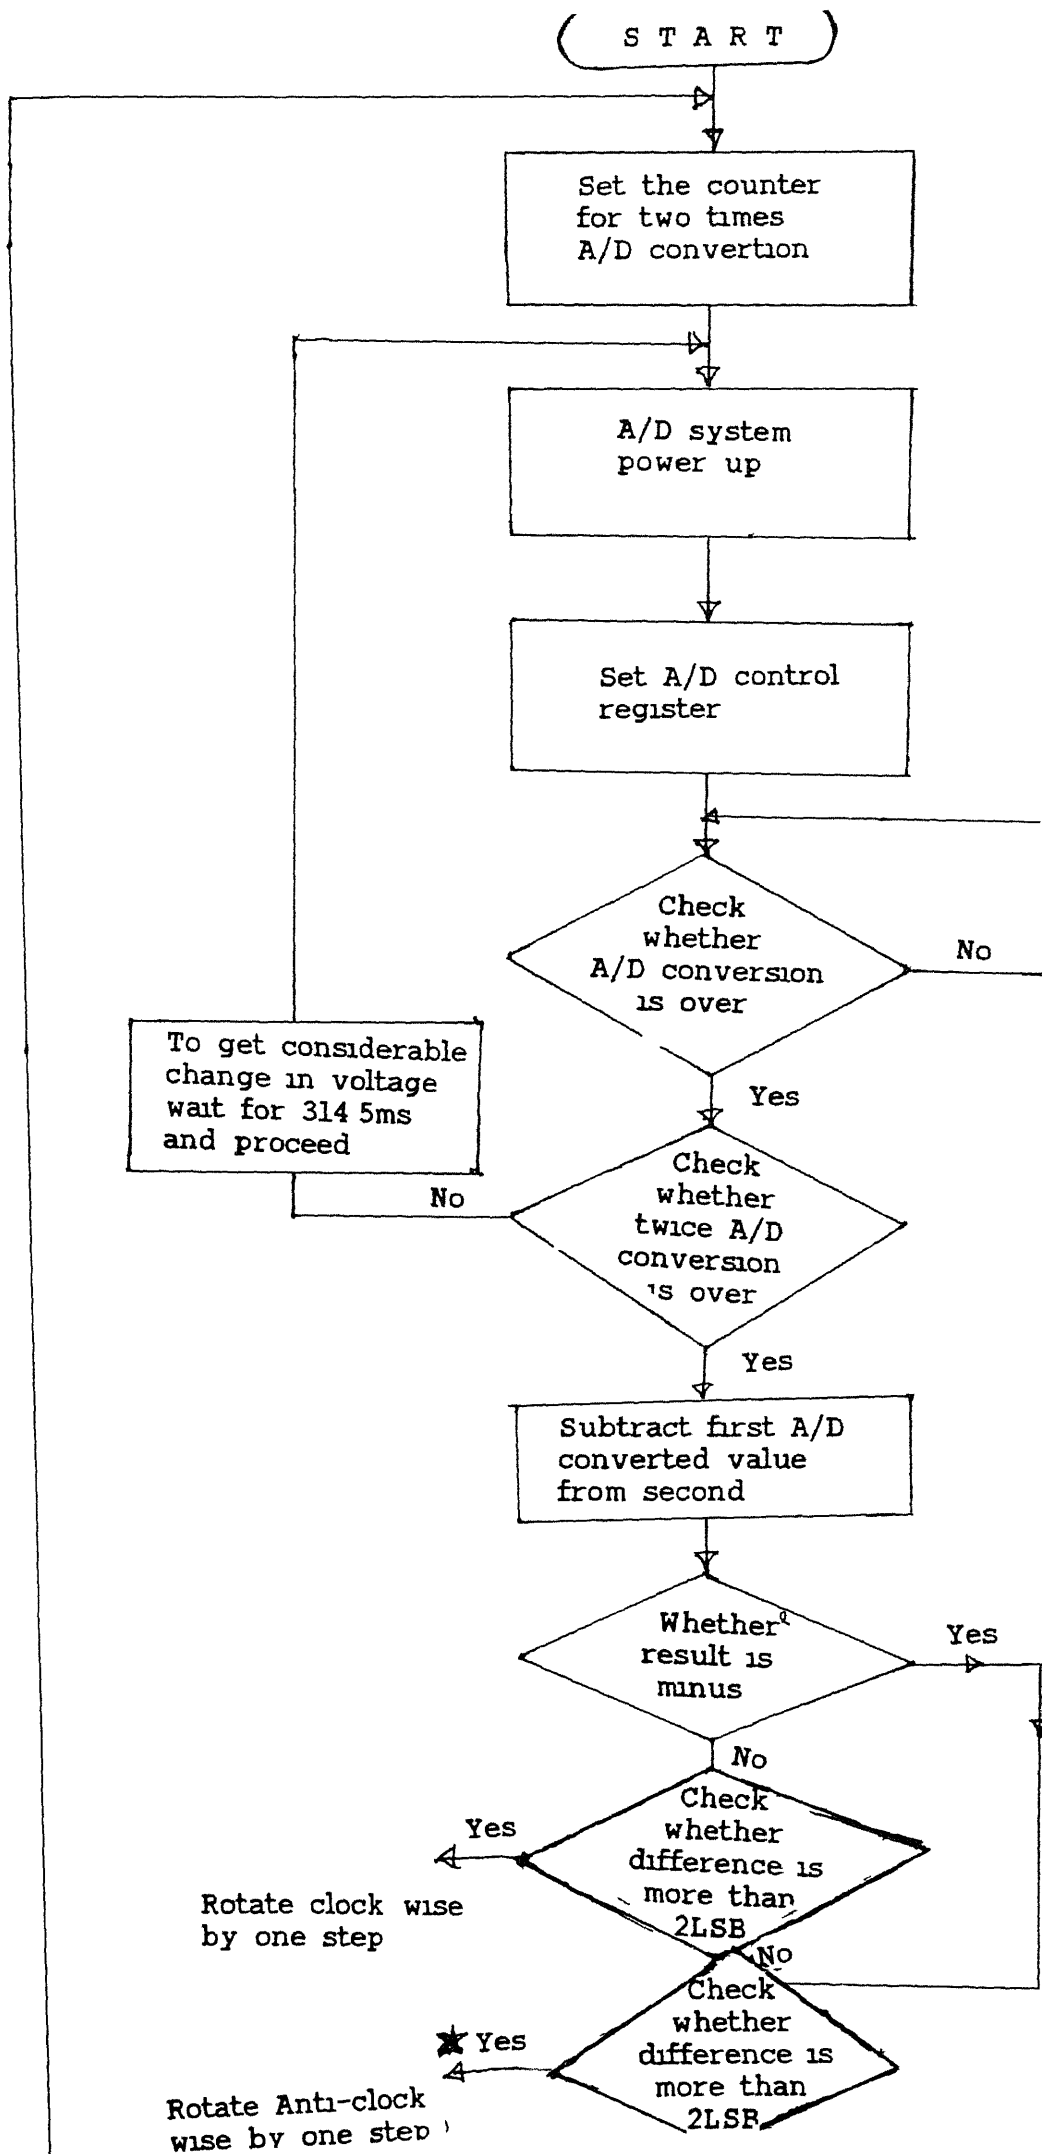 S T A R T
Set the counter
for two times
A/D convertion
A/D system
power up
Set A/D control
register
Check
whether
A/D conversion
is over
No
To get considerable
change in voltage
wait for 314 5ms
and proceed
Yes
No
Check
whether
twice A/D
conversion
is over
Yes
Subtract first A/D
converted value
from second
Whether
result is
minus
Yes
No
Check
whether
difference is
more than
2LSB
Yes
Rotate clock wise
by one step
No
Check
whether
difference is
more than
2LSB
Yes
Rotate Anti-clock
wise by one step